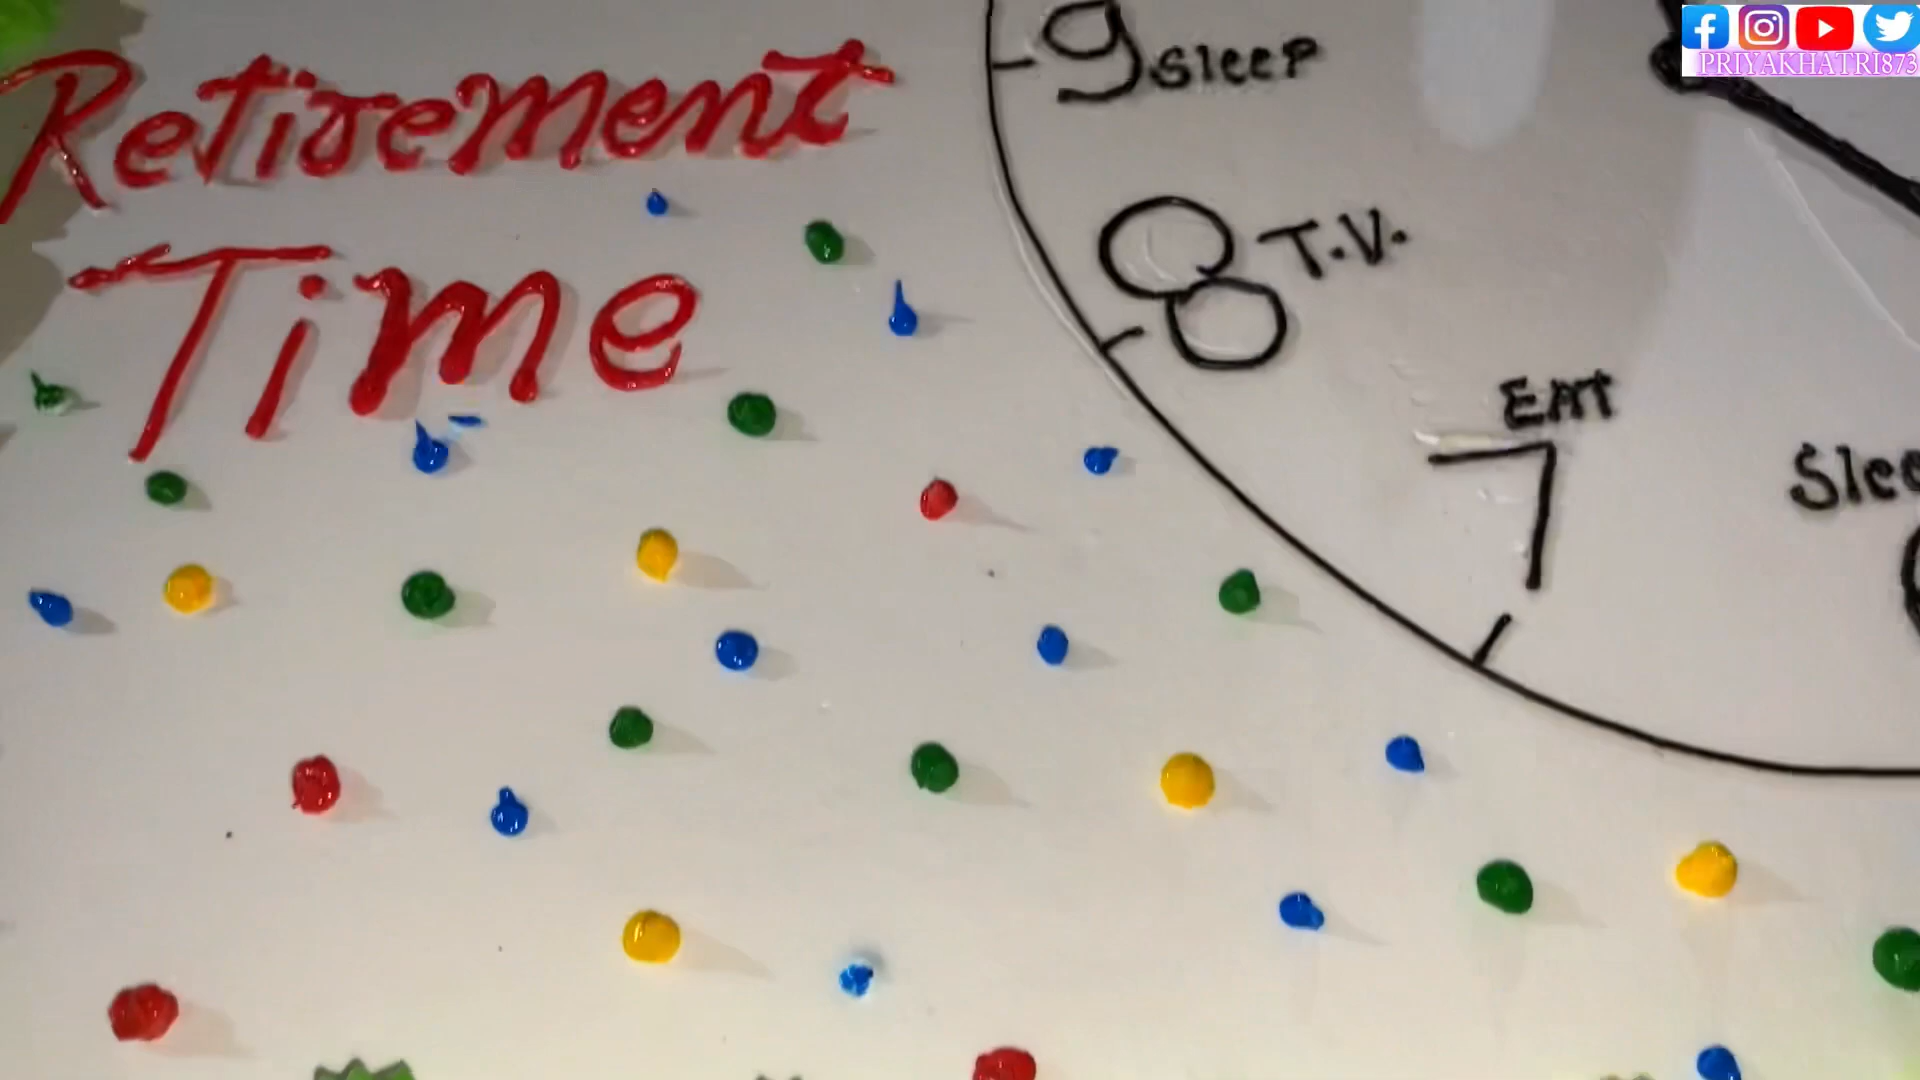 PRIYAKHATRI873
Retirement
Time
9 Sleep
8 T.V.
EAT
7